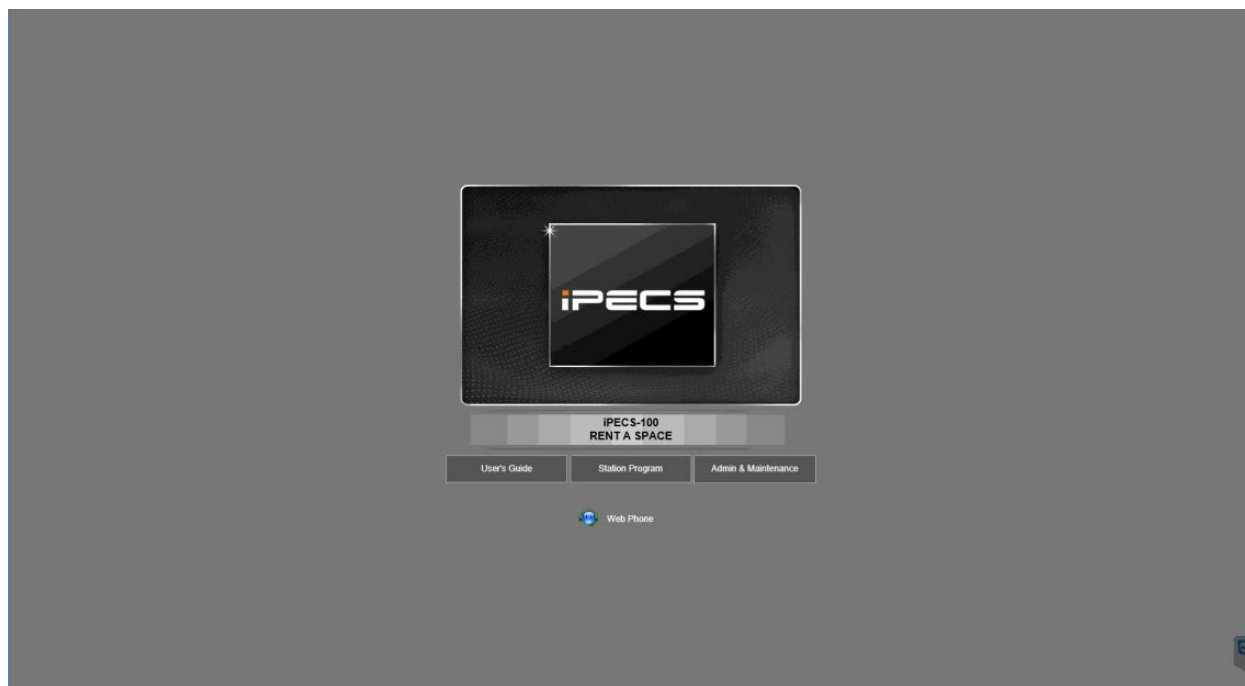 iPECS
iPECS-100
RENT A SPACE
User's Guide
Station Program
Admin & Maintenance
Web Phone